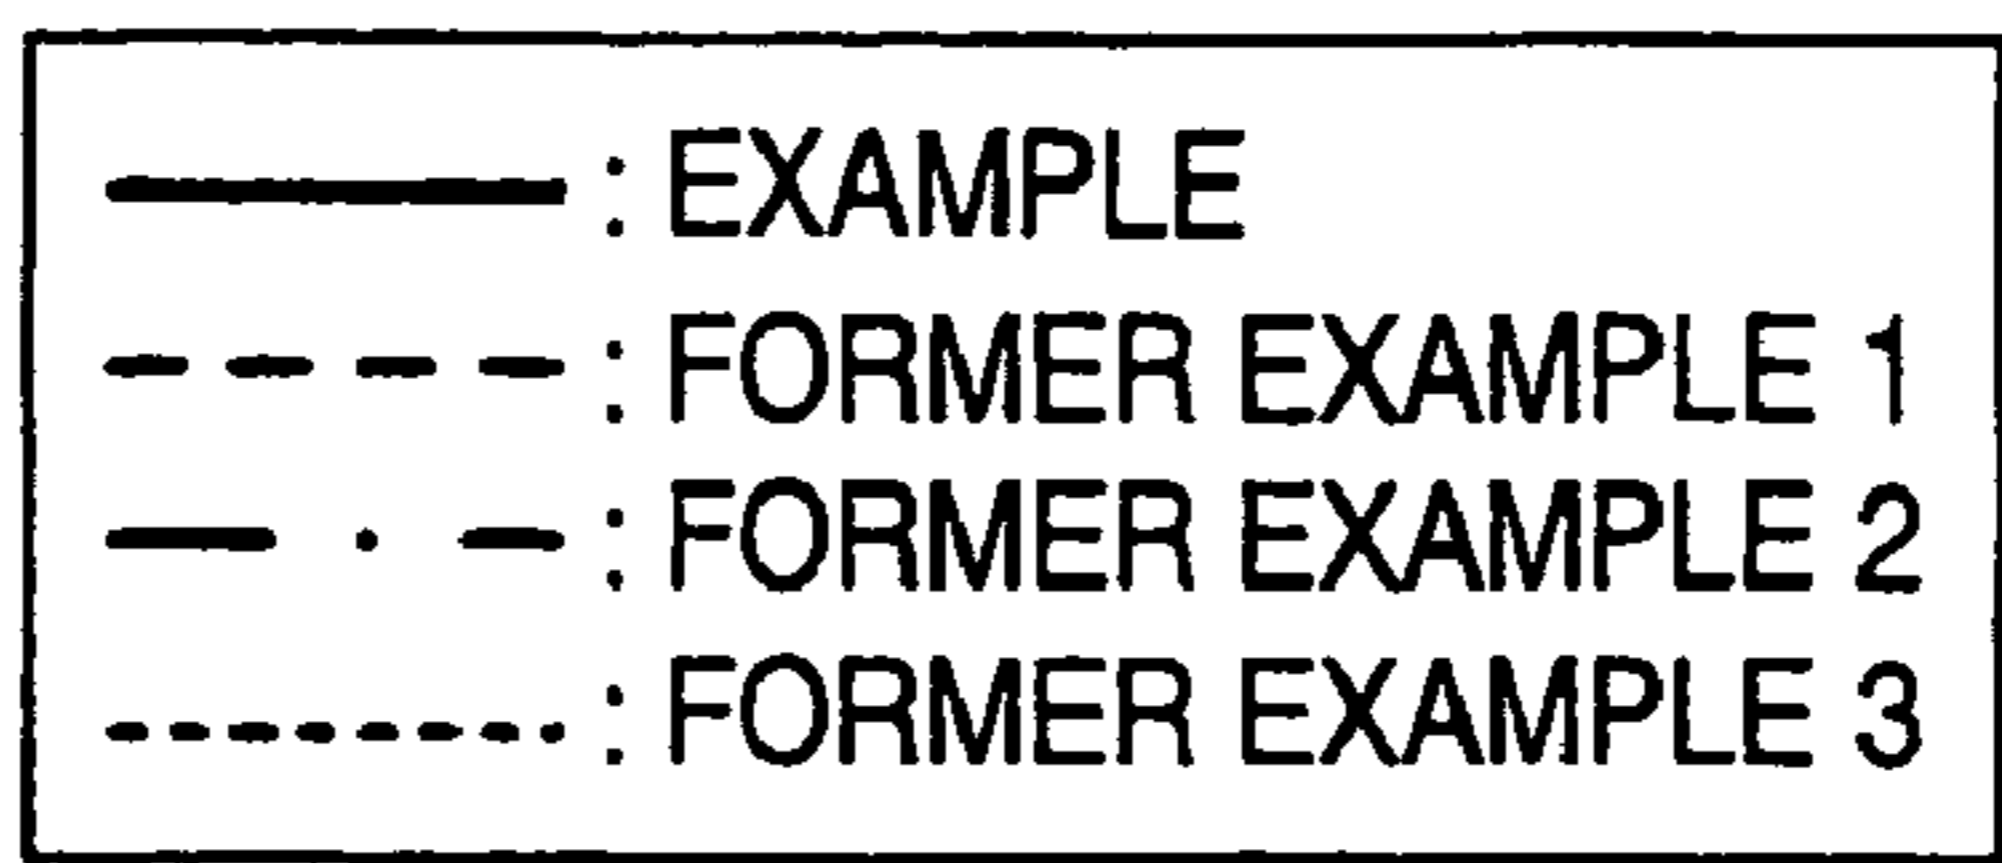 : EXAMPLE
: FORMER EXAMPLE 1
: FORMER EXAMPLE 2
: FORMER EXAMPLE 3